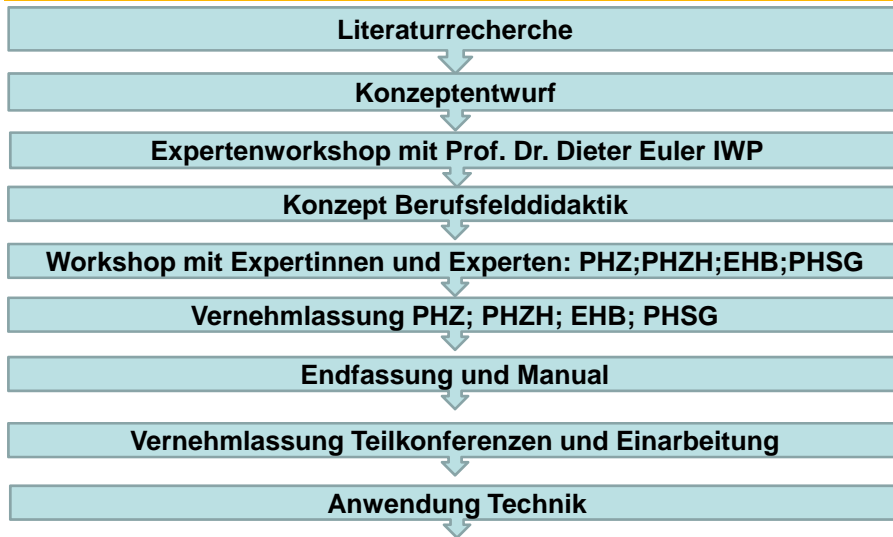 Literaturrecherche
Konzeptentwurf
Expertenworkshop mit Prof. Dr. Dieter Euler IWP
Konzept Berufsfelddidaktik
Workshop mit Expertinnen und Experten: PHZ;PHZH;EHB;PHSG
Vernehmlassung PHZ; PHZH; EHB; PHSG
Endfassung und Manual
Vernehmlassung Teilkonferenzen und Einarbeitung
Anwendung Technik